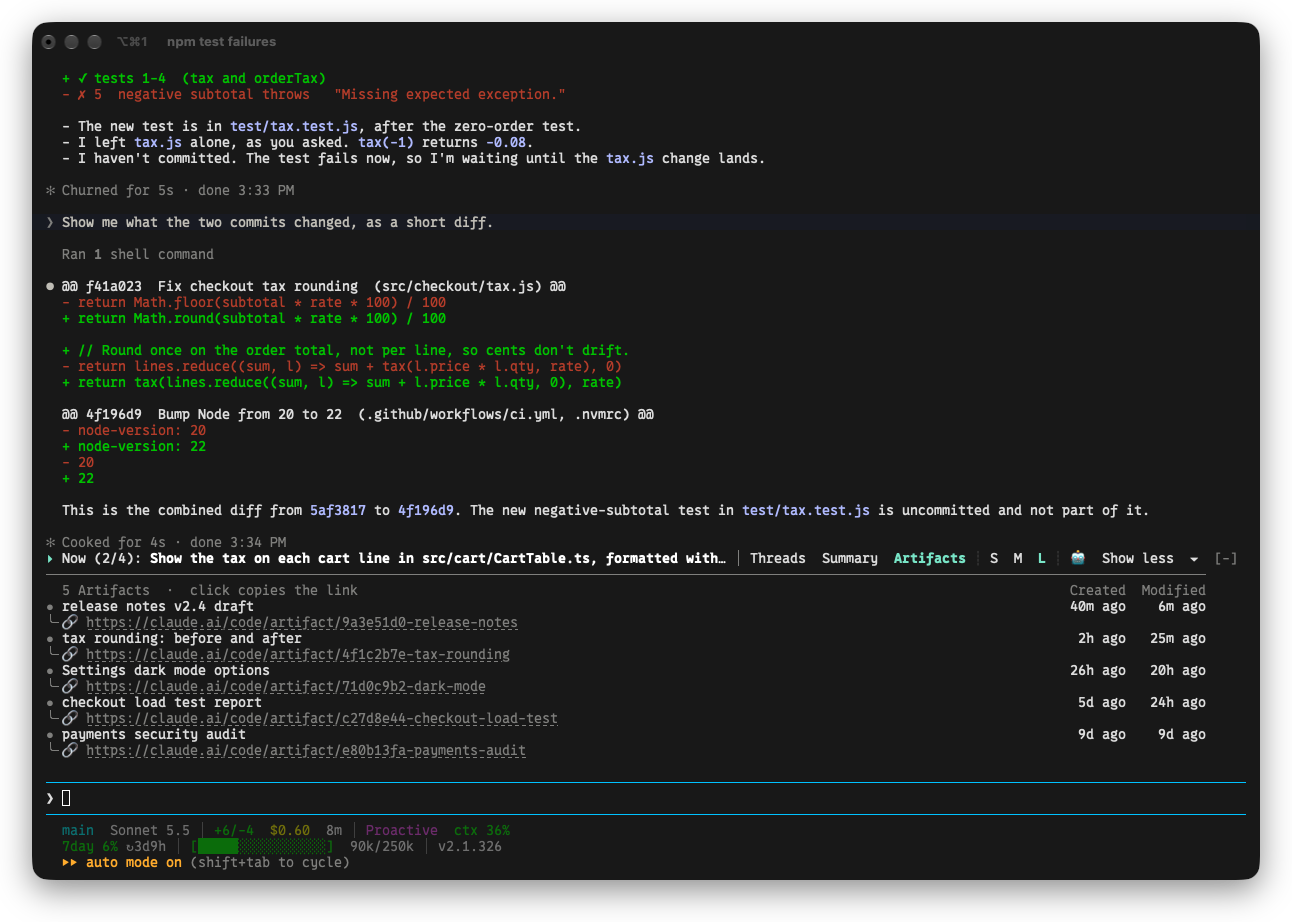 ⌥⌘1 npm test failures
+ ✓ tests 1-4 (tax and orderTax)
- ✗ 5 negative subtotal throws "Missing expected exception."
- The new test is in test/tax.test.js, after the zero-order test.
- I left tax.js alone, as you asked. tax(-1) returns -0.08.
- I haven't committed. The test fails now, so I'm waiting until the tax.js change lands.
✻ Churned for 5s · done 3:33 PM
❯ Show me what the two commits changed, as a short diff.
Ran 1 shell command
● @@ f41a023 Fix checkout tax rounding (src/checkout/tax.js) @@
- return Math.floor(subtotal * rate * 100) / 100
+ return Math.round(subtotal * rate * 100) / 100
+ // Round once on the order total, not per line, so cents don't drift.
- return lines.reduce((sum, l) => sum + tax(l.price * l.qty, rate), 0)
+ return tax(lines.reduce((sum, l) => sum + l.price * l.qty, 0), rate)
@@ 4f196d9 Bump Node from 20 to 22 (.github/workflows/ci.yml, .nvmrc) @@
- node-version: 20
+ node-version: 22
- 20
+ 22
This is the combined diff from 5af3817 to 4f196d9. The new negative-subtotal test in test/tax.test.js is uncommitted and not part of it.
✻ Cooked for 4s · done 3:34 PM
▸ Now (2/4): Show the tax on each cart line in src/cart/CartTable.ts, formatted with… │ Threads Summary Artifacts S M L Show less ▾ [-]
5 Artifacts · click copies the link Created Modified
● release notes v2.4 draft 40m ago 6m ago
https://claude.ai/code/artifact/9a3e51d0-release-notes
● tax rounding: before and after 2h ago 25m ago
https://claude.ai/code/artifact/4f1c2b7e-tax-rounding
● Settings dark mode options 26h ago 20h ago
https://claude.ai/code/artifact/71d0c9b2-dark-mode
● checkout load test report 5d ago 24h ago
https://claude.ai/code/artifact/c27d8e44-checkout-load-test
● payments security audit 9d ago 9d ago
https://claude.ai/code/artifact/e80b13fa-payments-audit
❯
main Sonnet 5.5 │ +6/-4 $0.60 8m │ Proactive ctx 36%
7day 6% ↻3d9h │ [ ] 90k/250k │ v2.1.326
▸▸ auto mode on (shift+tab to cycle)